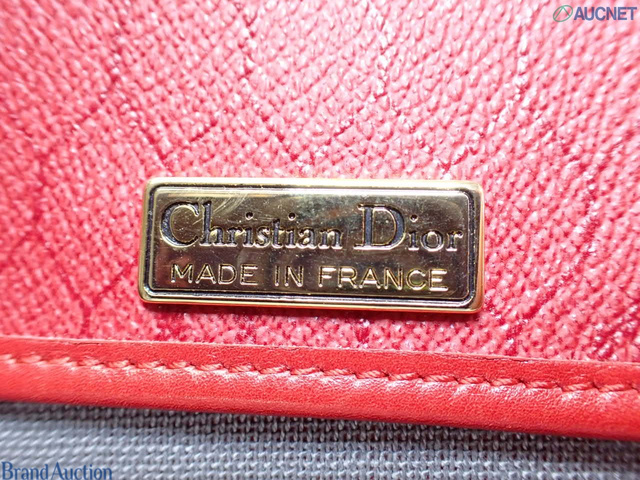 AUCNET
Christian Dior
MADE IN FRANCE
Brand Auction